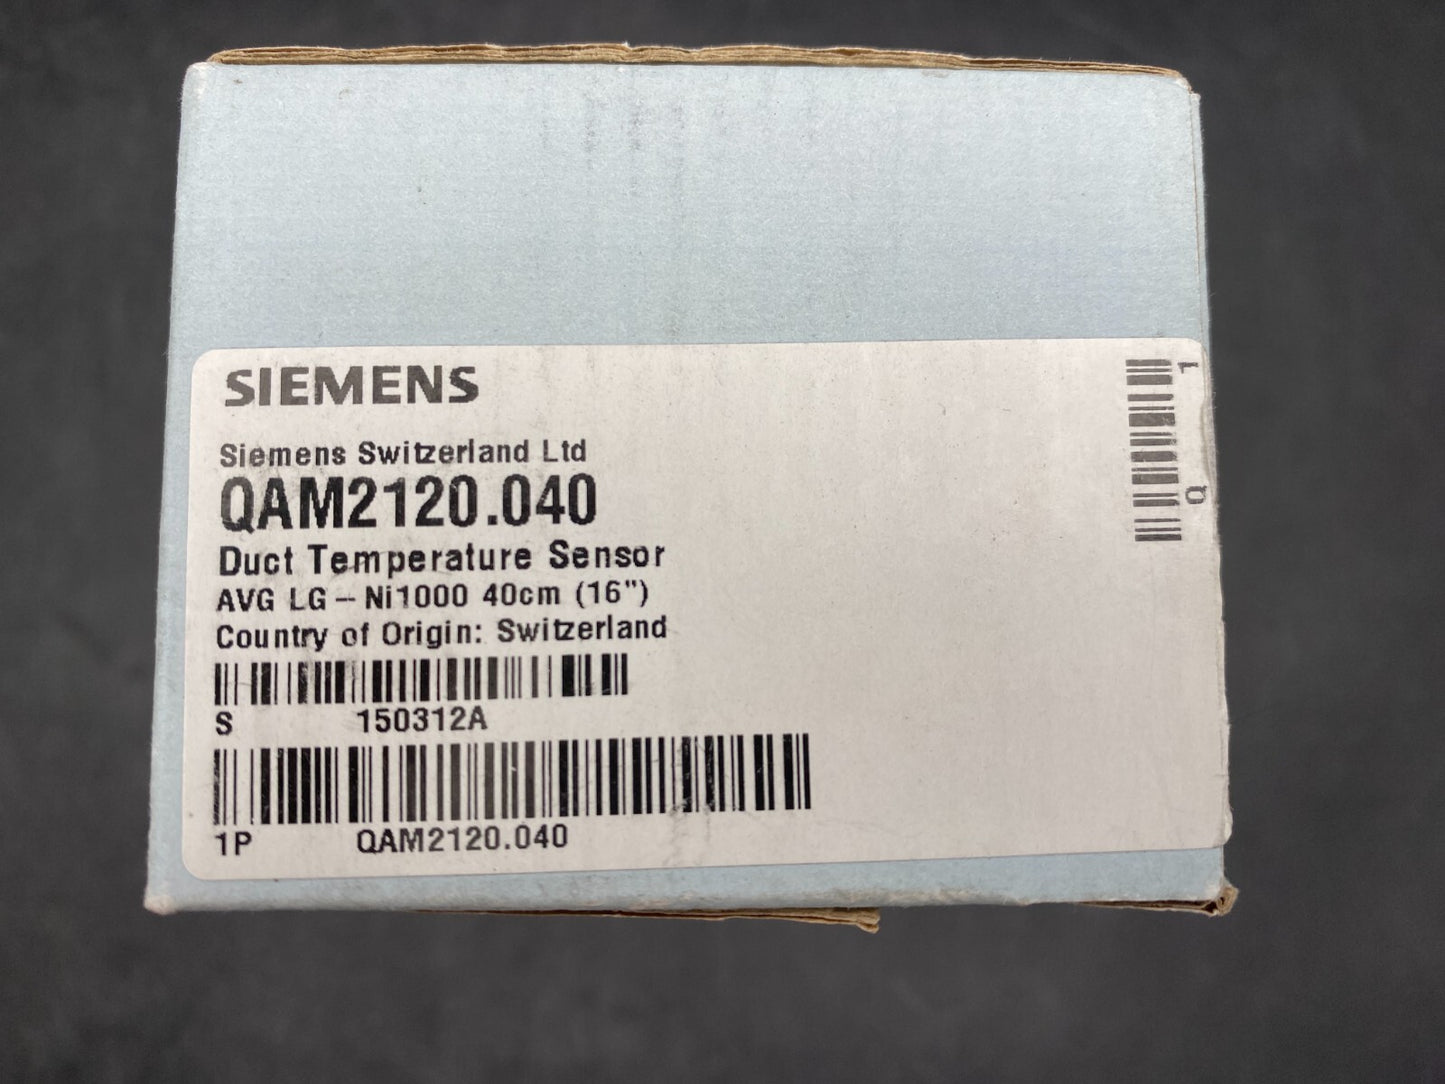 SIEMENS
Siemens Switzerland Ltd
QAM2120.040
Duct Temperature Sensor
AVG LG – Ni1000 40cm (16")
Country of Origin: Switzerland
S 150312A
1P QAM2120.040
Q 1